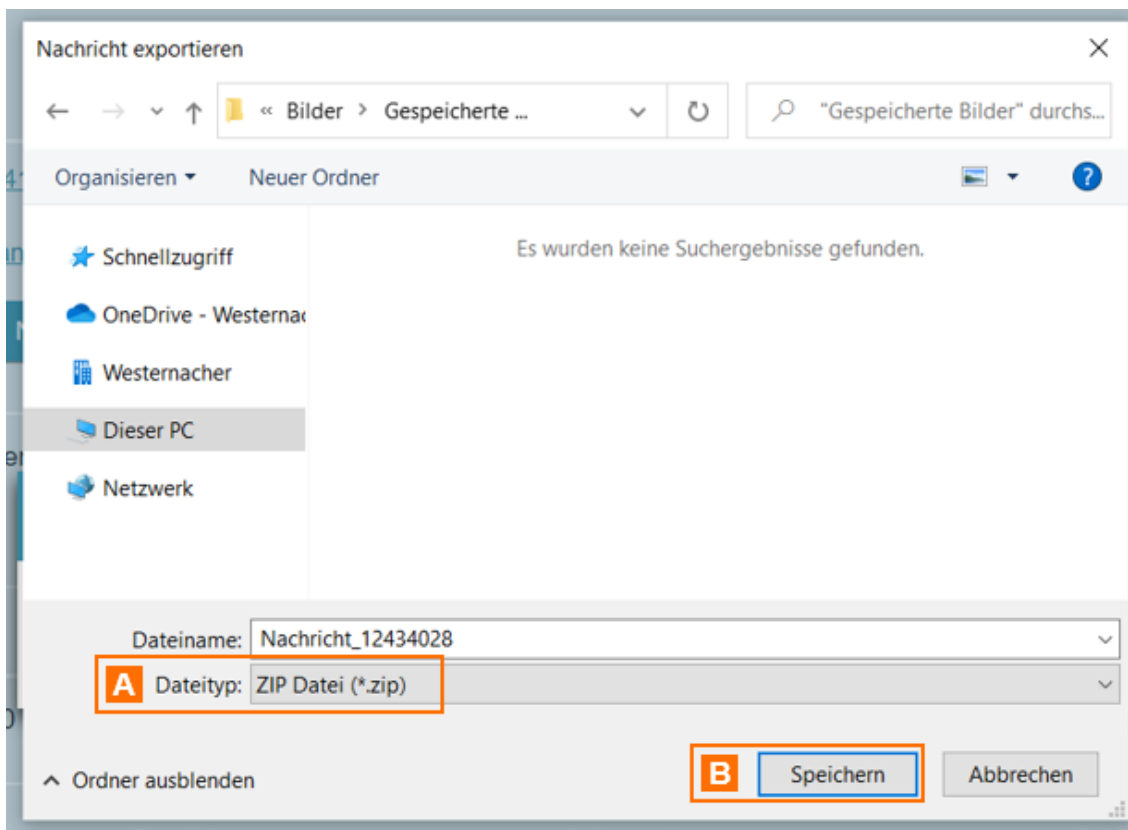 Nachricht exportieren
« Bilder > Gespeicherte ...
"Gespeicherte Bilder" durchs...
Organisieren
Neuer Ordner
?
Schnellzugriff
Es wurden keine Suchergebnisse gefunden.
OneDrive - Westernac
Westernacher
Dieser PC
Netzwerk
Dateiname: Nachricht_12434028
A Dateityp: ZIP Datei (*.zip)
Ordner ausblenden
B Speichern
Abbrechen